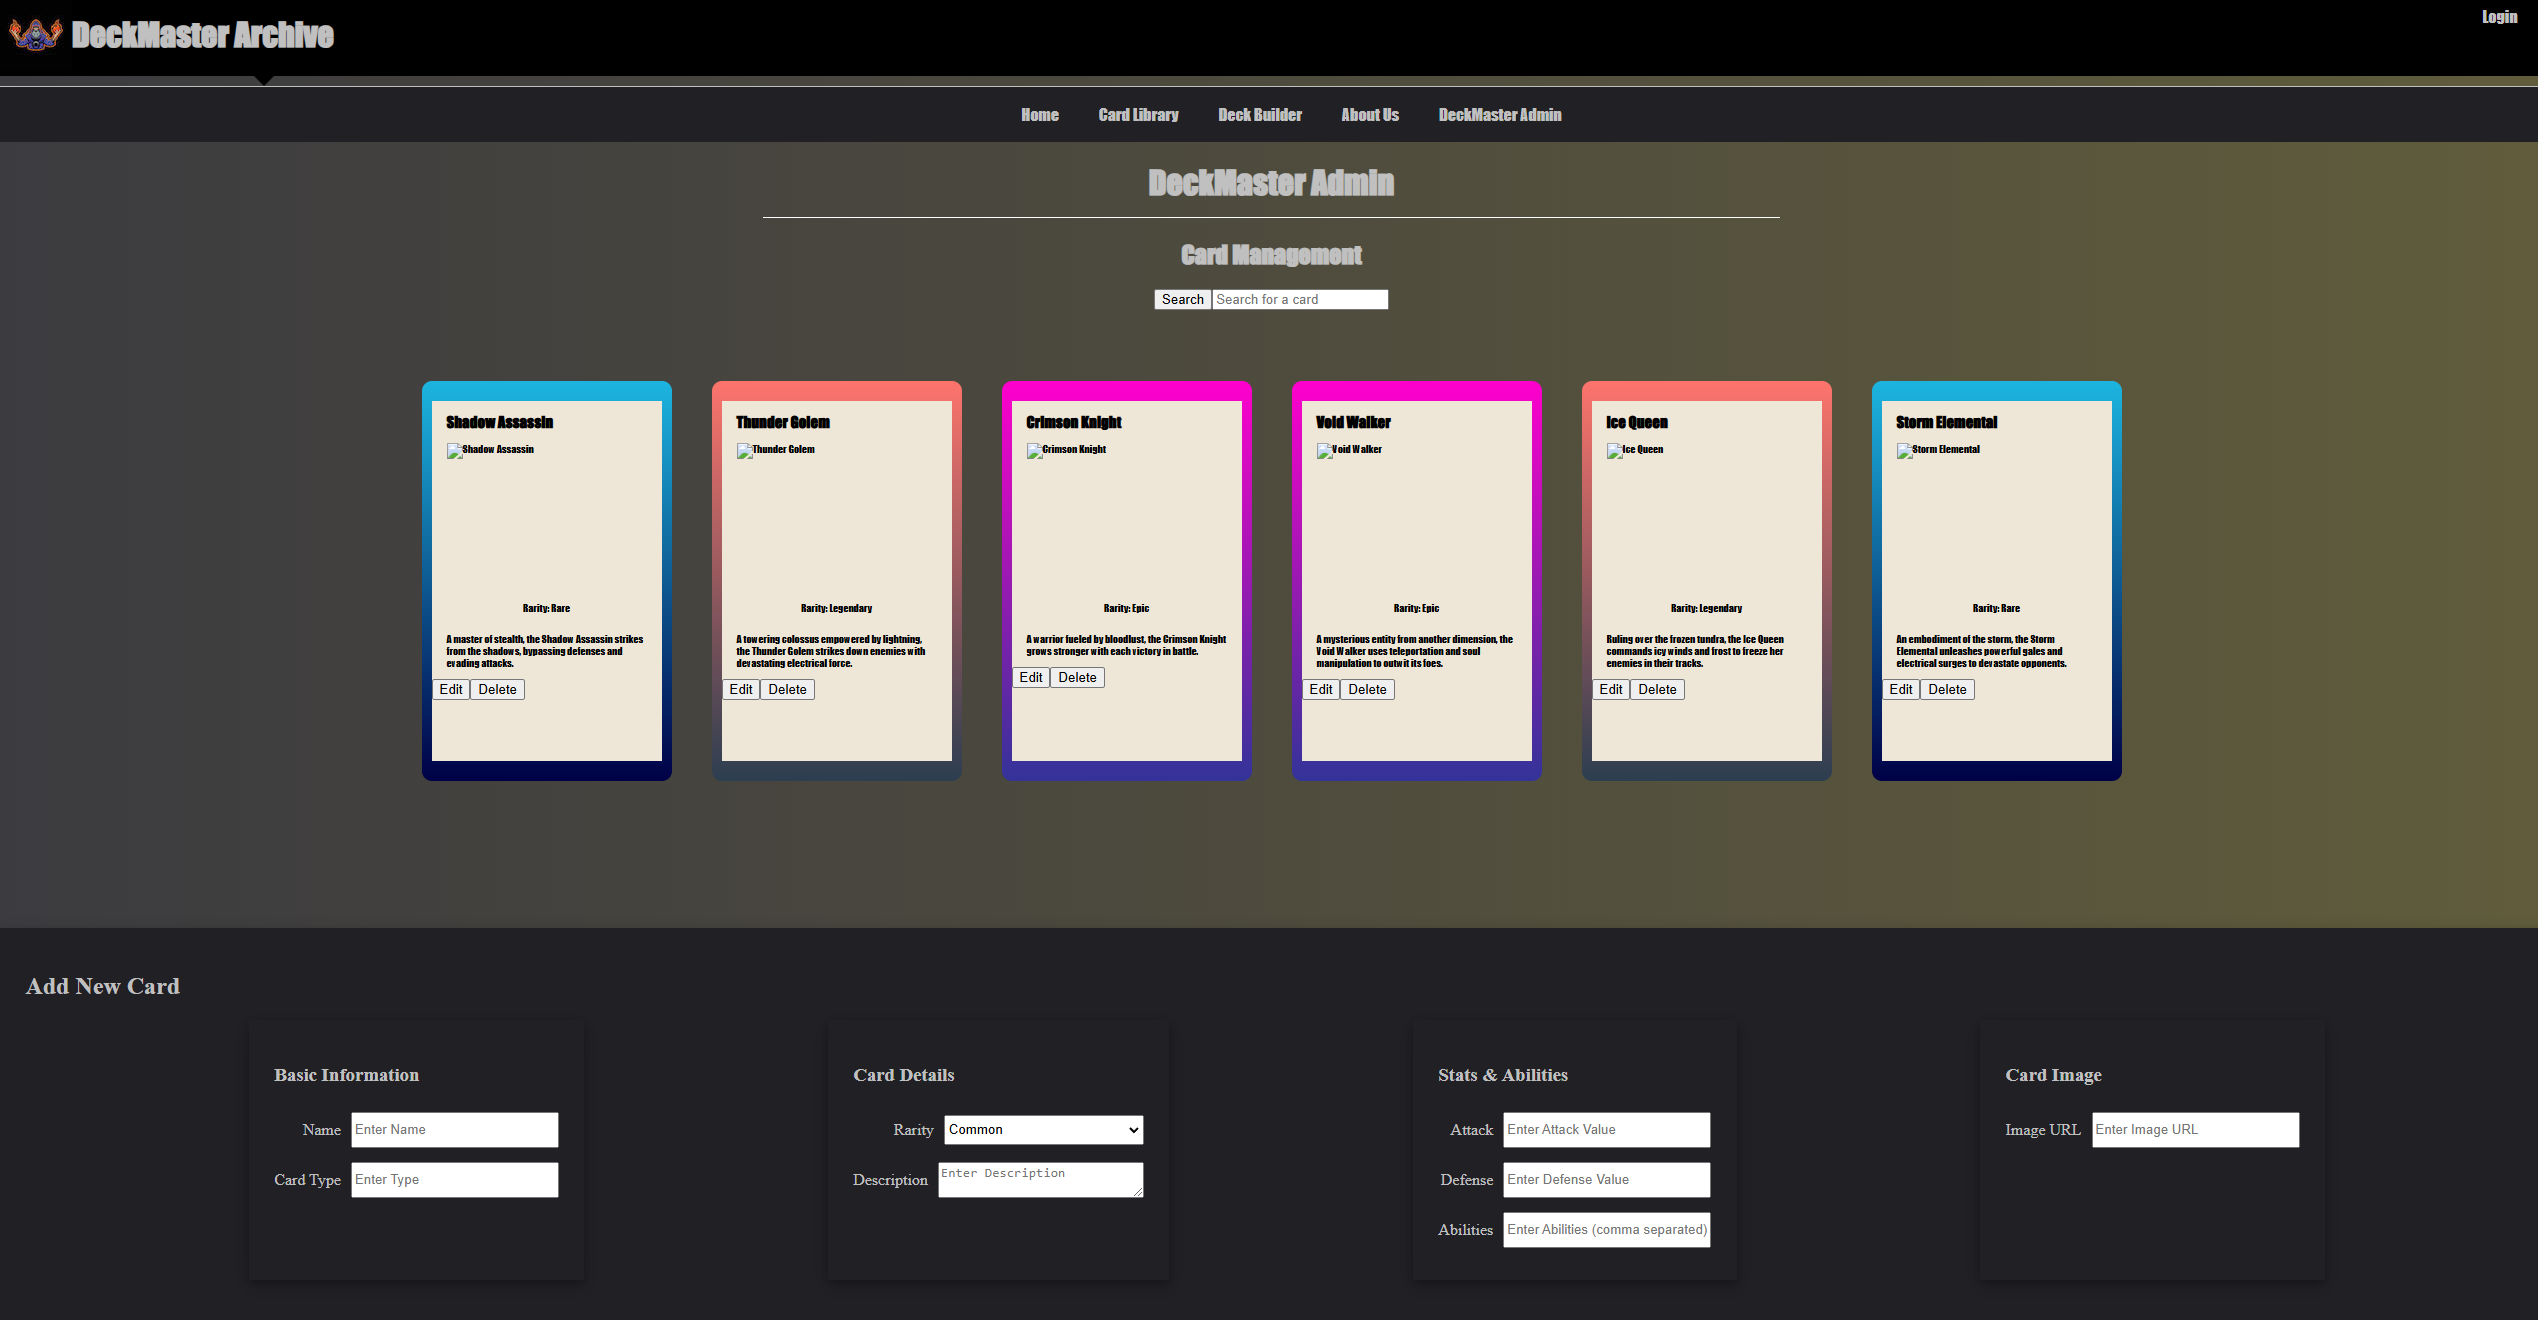 DeckMaster Archive
Login
Home Card Library Deck Builder About Us DeckMaster Admin
DeckMaster Admin
Card Management
Search Search for a card
Shadow Assassin
Shadow Assassin
Rarity: Rare
A master of stealth, the Shadow Assassin strikes
from the shadows, bypassing defenses and
evading attacks.
Edit Delete
Thunder Golem
Thunder Golem
Rarity: Legendary
A towering colossus empowered by lightning,
the Thunder Golem strikes down enemies with
devastating electrical force.
Edit Delete
Crimson Knight
Crimson Knight
Rarity: Epic
A warrior fueled by bloodlust, the Crimson Knight
grows stronger with each victory in battle.
Edit Delete
Void Walker
Void Walker
Rarity: Epic
A mysterious entity from another dimension, the
Void Walker uses teleportation and soul
manipulation to outwit its foes.
Edit Delete
Ice Queen
Ice Queen
Rarity: Legendary
Ruling over the frozen tundra, the Ice Queen
commands icy winds and frost to freeze her
enemies in their tracks.
Edit Delete
Storm Elemental
Storm Elemental
Rarity: Rare
An embodiment of the storm, the Storm
Elemental unleashes powerful gales and
electrical surges to devastate opponents.
Edit Delete
Add New Card
Basic Information
Name Enter Name
Card Type Enter Type
Card Details
Rarity Common
Description Enter Description
Stats & Abilities
Attack Enter Attack Value
Defense Enter Defense Value
Abilities Enter Abilities (comma separated)
Card Image
Image URL Enter Image URL